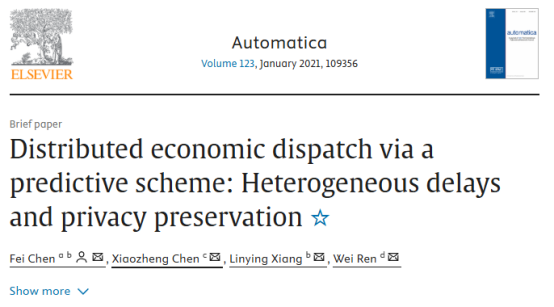 Automatica
Volume 123, January 2021, 109356
ELSEVIER
automatica
Brief paper
Distributed economic dispatch via a
predictive scheme: Heterogeneous delays
and privacy preservation ☆
Fei Chen a b, Xiaozheng Chen c, Linying Xiang b, Wei Ren d
Show more